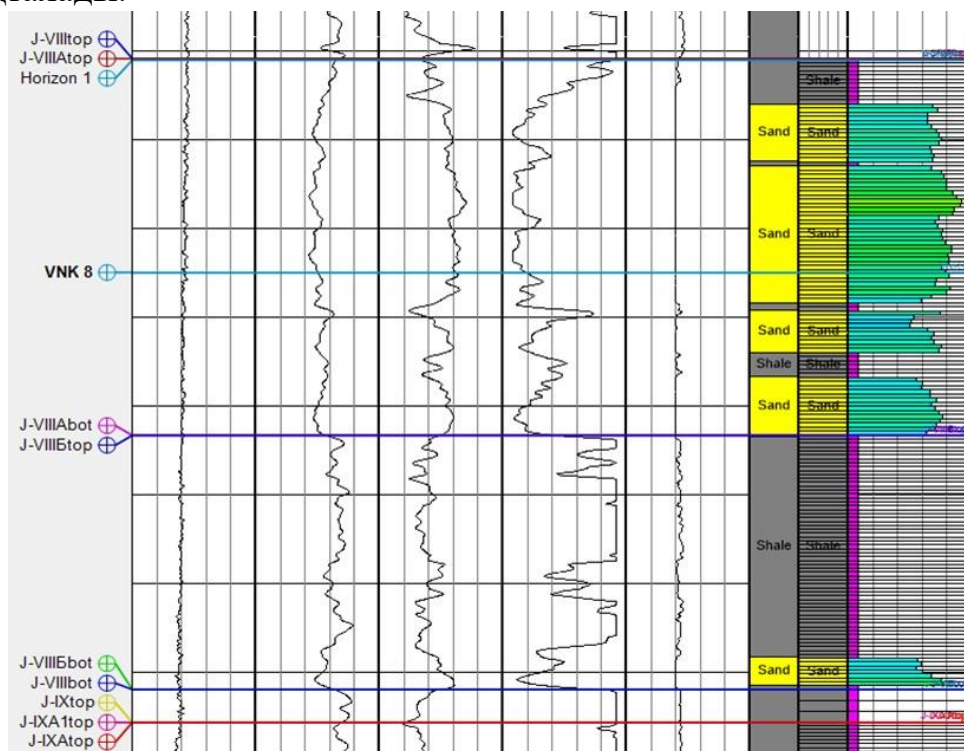 J-VIIItop
J-VIIIAtop
Horizon 1
Shale
Sand Sand
Sand Sand
VNK 8
Sand Sand
Shale Shale
Sand Sand
J-VIIIAbot
J-VIIIБtop
Shale Shale
J-VIIIБbot
Sand Sand
J-VIIIbot
J-IXtop
J-IXA1top
J-IXAtop